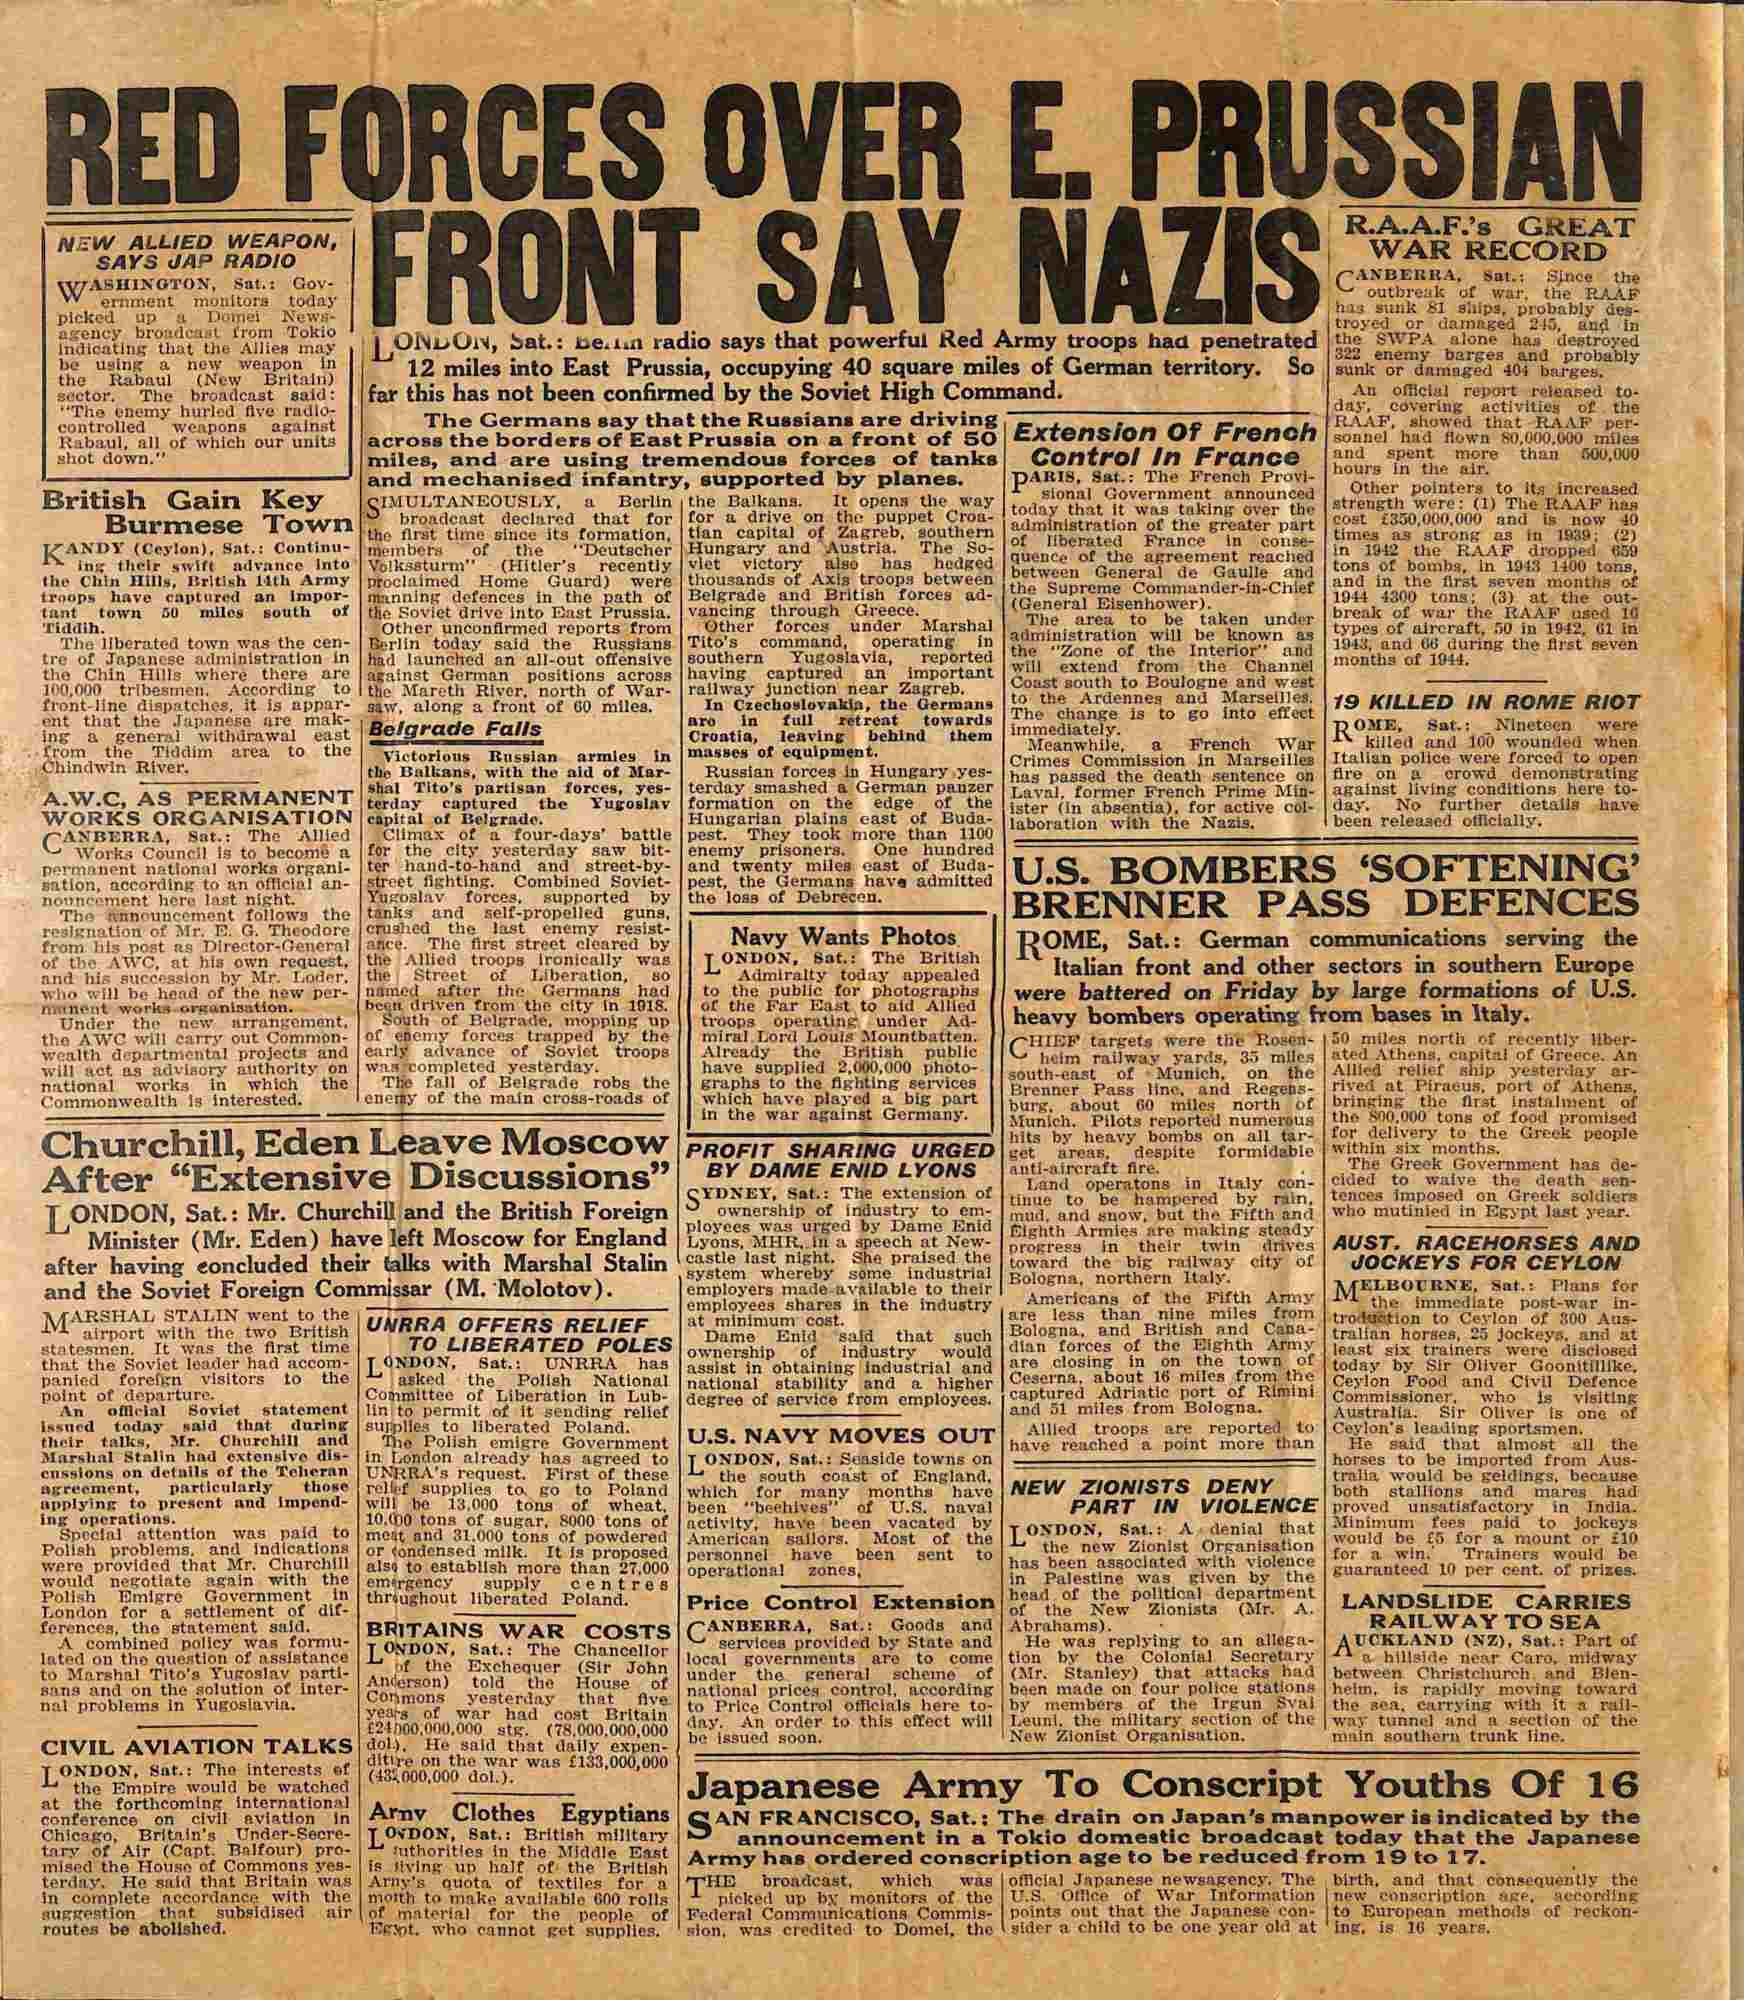 RED FORCES OVER E. PRUSSIAN
FRONT SAY NAZIS
NEW ALLIED WEAPON,
SAYS JAP RADIO
WASHINGTON, Sat.: Gov-
ernment monitors today
picked up a Domei News-
agency broadcast from Tokio
indicating that the Allies may
be using a new weapon in
the Rabaul (New Britain)
sector. The broadcast said:
"The enemy hurled five radio-
controlled weapons against
Rabaul, all of which our units
shot down."
British Gain Key
Burmese Town
KANDY (Ceylon), Sat.: Continu-
ing their swift advance into
the Chin Hills, British 14th Army
troops have captured an impor-
tant town 50 miles south of
Tiddih.
The liberated town was the cen-
tre of Japanese administration in
the Chin Hills where there are
100,000 tribesmen. According to
front-line dispatches, it is appar-
ent that the Japanese are mak-
ing a general withdrawal east
from the Tiddim area to the
Chindwin River.
A.W.C, AS PERMANENT
WORKS ORGANISATION
CANBERRA, Sat.: The Allied
Works Council is to become a
permanent national works organi-
sation, according to an official an-
nouncement here last night.
The announcement follows the
resignation of Mr. E. G. Theodore
from his post as Director-General
of the AWC, at his own request,
and his succession by Mr. Loder,
who will be head of the new per-
manent works organisation.
Under the new arrangement,
the AWC will carry out Common-
wealth departmental projects and
will act as advisory authority on
national works in which the
Commonwealth is interested.
LONDON, Sat.: Berlin radio says that powerful Red Army troops had penetrated
12 miles into East Prussia, occupying 40 square miles of German territory. So
far this has not been confirmed by the Soviet High Command.
The Germans say that the Russians are driving
across the borders of East Prussia on a front of 50
miles, and are using tremendous forces of tanks
and mechanised infantry, supported by planes.
SIMULTANEOUSLY, a Berlin
broadcast declared that for
the first time since its formation,
members of the "Deutscher
Volkssturm" (Hitler's recently
proclaimed Home Guard) were
manning defences in the path of
the Soviet drive into East Prussia.
Other unconfirmed reports from
Berlin today said the Russians
had launched an all-out offensive
against German positions across
the Mareth River, north of War-
saw, along a front of 60 miles.
Belgrade Falls
Victorious Russian armies in
the Balkans, with the aid of Mar-
shal Tito's partisan forces, yes-
terday captured the Yugoslav
capital of Belgrade.
Climax of a four-days' battle
for the city yesterday saw bit-
ter hand-to-hand and street-by-
street fighting. Combined Soviet-
Yugoslav forces, supported by
tanks and self-propelled guns,
crushed the last enemy resist-
ance. The first street cleared by
the Allied troops ironically was
the Street of Liberation, so
named after the Germans had
been driven from the city in 1918.
South of Belgrade, mopping up
of enemy forces trapped by the
early advance of Soviet troops
was completed yesterday.
The fall of Belgrade robs the
enemy of the main cross-roads of
the Balkans. It opens the way
for a drive on the puppet Croa-
tian capital of Zagreb, southern
Hungary and Austria. The So-
viet victory also has hedged
thousands of Axis troops between
Belgrade and British forces ad-
vancing through Greece.
Other forces under Marshal
Tito's command, operating in
southern Yugoslavia, reported
having captured an important
railway junction near Zagreb.
In Czechoslovakia, the Germans
are in full retreat towards
Croatia, leaving behind them
masses of equipment.
Russian forces in Hungary yes-
terday smashed a German panzer
formation on the edge of the
Hungarian plains east of Buda-
pest. They took more than 1100
enemy prisoners. One hundred
and twenty miles east of Buda-
pest, the Germans have admitted
the loss of Debrecen.
Navy Wants Photos
LONDON, Sat.: The British
Admiralty today appealed
to the public for photographs
of the Far East to aid Allied
troops operating under Ad-
miral Lord Louis Mountbatten.
Already the British public
have supplied 2,000,000 photo-
graphs to the fighting services
which have played a big part
in the war against Germany.
Extension Of French
Control In France
PARIS, Sat.: The French Provi-
sional Government announced
today that it was taking over the
administration of the greater part
of liberated France in conse-
quence of the agreement reached
between General de Gaulle and
the Supreme Commander-in-Chief
(General Eisenhower).
The area to be taken under
administration will be known as
the "Zone of the Interior" and
will extend from the Channel
Coast south to Boulogne and west
to the Ardennes and Marseilles.
The change is to go into effect
immediately.
Meanwhile, a French War
Crimes Commission in Marseilles
has passed the death sentence on
Laval, former French Prime Min-
ister (in absentia), for active col-
laboration with the Nazis.
R.A.A.F.'s GREAT
WAR RECORD
CANBERRA, Sat.: Since the
outbreak of war, the RAAF
has sunk 81 ships, probably des-
troyed or damaged 245, and in
the SWPA alone has destroyed
322 enemy barges and probably
sunk or damaged 404 barges.
An official report released to-
day, covering activities of the
RAAF, showed that RAAF per-
sonnel had flown 80,000,000 miles
and spent more than 500,000
hours in the air.
Other pointers to its increased
strength were: (1) The RAAF has
cost £350,000,000 and is now 40
times as strong as in 1939; (2)
in 1942 the RAAF dropped 659
tons of bombs, in 1943 1400 tons,
and in the first seven months of
1944 4300 tons; (3) at the out-
break of war the RAAF used 16
types of aircraft, 50 in 1942, 61 in
1943, and 66 during the first seven
months of 1944.
19 KILLED IN ROME RIOT
ROME, Sat.: Nineteen were
killed and 100 wounded when
Italian police were forced to open
fire on a crowd demonstrating
against living conditions here to-
day. No further details have
been released officially.
U.S. BOMBERS 'SOFTENING'
BRENNER PASS DEFENCES
ROME, Sat.: German communications serving the
Italian front and other sectors in southern Europe
were battered on Friday by large formations of U.S.
heavy bombers operating from bases in Italy.
CHIEF targets were the Rosen-
heim railway yards, 35 miles
south-east of Munich, on the
Brenner Pass line, and Regens-
burg, about 60 miles north of
Munich. Pilots reported numerous
hits by heavy bombs on all tar-
get areas, despite formidable
anti-aircraft fire.
Land operatons in Italy con-
tinue to be hampered by rain,
mud, and snow, but the Fifth and
Eighth Armies are making steady
progress in their twin drives
toward the big railway city of
Bologna, northern Italy.
Americans of the Fifth Army
are less than nine miles from
Bologna, and British and Cana-
dian forces of the Eighth Army
are closing in on the town of
Ceserna, about 16 miles from the
captured Adriatic port of Rimini
and 51 miles from Bologna.
Allied troops are reported to
have reached a point more than
50 miles north of recently liber-
ated Athens, capital of Greece. An
Allied relief ship yesterday ar-
rived at Piraeus, port of Athens,
bringing the first instalment of
the 800,000 tons of food promised
for delivery to the Greek people
within six months.
The Greek Government has de-
cided to waive the death sen-
tences imposed on Greek soldiers
who mutinied in Egypt last year.
Churchill, Eden Leave Moscow
After "Extensive Discussions"
LONDON, Sat.: Mr. Churchill and the British Foreign
Minister (Mr. Eden) have left Moscow for England
after having concluded their talks with Marshal Stalin
and the Soviet Foreign Commissar (M. Molotov).
MARSHAL STALIN went to the
airport with the two British
statesmen. It was the first time
that the Soviet leader had accom-
panied foreign visitors to the
point of departure.
An official Soviet statement
issued today said that during
their talks, Mr. Churchill and
Marshal Stalin had extensive dis-
cussions on details of the Teheran
agreement, particularly those
applying to present and impend-
ing operations.
Special attention was paid to
Polish problems, and indications
were provided that Mr. Churchill
would negotiate again with the
Polish Emigre Government in
London for a settlement of dif-
ferences, the statement said.
A combined policy was formu-
lated on the question of assistance
to Marshal Tito's Yugoslav parti-
sans and on the solution of inter-
nal problems in Yugoslavia.
CIVIL AVIATION TALKS
LONDON, Sat.: The interests of
the Empire would be watched
at the forthcoming international
conference on civil aviation in
Chicago, Britain's Under-Secre-
tary of Air (Capt. Balfour) pro-
mised the House of Commons yes-
terday. He said that Britain was
in complete accordance with the
suggestion that subsidised air
routes be abolished.
UNRRA OFFERS RELIEF
TO LIBERATED POLES
LONDON, Sat.: UNRRA has
asked the Polish National
Committee of Liberation in Lub-
lin to permit of it sending relief
supplies to liberated Poland.
The Polish emigre Government
in London already has agreed to
UNRRA's request. First of these
relief supplies to go to Poland
will be 13,000 tons of wheat,
10,000 tons of sugar, 8000 tons of
meat and 31,000 tons of powdered
or condensed milk. It is proposed
also to establish more than 27,000
emergency supply centres
throughout liberated Poland.
BRITAINS WAR COSTS
LONDON, Sat.: The Chancellor
of the Exchequer (Sir John
Anderson) told the House of
Commons yesterday that five
years of war had cost Britain
£24,000,000,000 stg. (78,000,000,000
dol.). He said that daily expen-
diture on the war was £133,000,000
dol.).
Army Clothes Egyptians
LONDON, Sat.: British military
authorities in the Middle East
is giving up half of the British
Army's quota of textiles for a
month to make available 600 rolls
of material for the people of
Egypt, who cannot get supplies.
PROFIT SHARING URGED
BY DAME ENID LYONS
SYDNEY, Sat.: The extension of
ownership of industry to em-
ployees was urged by Dame Enid
Lyons, MHR, in a speech at New-
castle last night. She praised the
system whereby some industrial
employers made available to their
employees shares in the industry
at minimum cost.
Dame Enid said that such
ownership of industry would
assist in obtaining industrial and
national stability and a higher
degree of service from employees.
U.S. NAVY MOVES OUT
LONDON, Sat.: Seaside towns on
the south coast of England,
which for many months have
been "beehives" of U.S. naval
activity, have been vacated by
American sailors. Most of the
personnel have been sent to
operational zones,
Price Control Extension
CANBERRA, Sat.: Goods and
services provided by State and
local governments are to come
under the general scheme of
national prices control, according
to Price Control officials here to-
day. An order to this effect will
be issued soon.
NEW ZIONISTS DENY
PART IN VIOLENCE
LONDON, Sat.: A denial that
the new Zionist Organisation
has been associated with violence
in Palestine was given by the
head of the political department
of the New Zionists (Mr. A.
Abrahams).
He was replying to an allega-
tion by the Colonial Secretary
(Mr. Stanley) that attacks had
been made on four police stations
by members of the Irgun Svai
Leuni, the military section of the
New Zionist Organisation.
AUST. RACEHORSES AND
JOCKEYS FOR CEYLON
MELBOURNE, Sat.: Plans for
the immediate post-war in-
troduction to Ceylon of 300 Aus-
tralian horses, 25 jockeys, and at
least six trainers were disclosed
today by Sir Oliver Goonitillike,
Ceylon Food and Civil Defence
Commissioner, who is visiting
Australia. Sir Oliver is one of
Ceylon's leading sportsmen.
He said that almost all the
horses to be imported from Aus-
tralia would be geldings, because
both stallions and mares had
proved unsatisfactory in India.
Minimum fees paid to jockeys
would be £5 for a mount or £10
for a win. Trainers would be
guaranteed 10 per cent. of prizes.
LANDSLIDE CARRIES
RAILWAY TO SEA
AUCKLAND (NZ), Sat.: Part of
a hillside near Caro, midway
between Christchurch and Blen-
heim, is rapidly moving toward
the sea, carrying with it a rail-
way tunnel and a section of the
main southern trunk line.
Japanese Army To Conscript Youths Of 16
SAN FRANCISCO, Sat.: The drain on Japan's manpower is indicated by the
announcement in a Tokio domestic broadcast today that the Japanese
Army has ordered conscription age to be reduced from 19 to 17.
THE broadcast, which was
picked up by monitors of the
Federal Communications Commis-
sion, was credited to Domei, the
official Japanese newsagency. The
U.S. Office of War Information
points out that the Japanese con-
sider a child to be one year old at
birth, and that consequently the
new conscription age, according
to European methods of reckon-
ing, is 16 years.